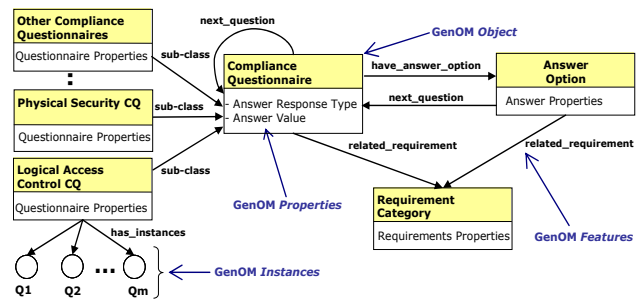 Other Compliance
Questionnaires
Questionnaire Properties
:
Physical Security CQ
Questionnaire Properties
Logical Access
Control CQ
Questionnaire Properties
has_instances
Q1
Q2
...
Qm
GenOM Instances
sub-class
sub-class
sub-class
next_question
Compliance
Questionnaire
- Answer Response Type
- Answer Value
GenOM Properties
GenOM Object
have_answer_option
next_question
related_requirement
Answer
Option
Answer Properties
related_requirement
Requirement
Category
Requirements Properties
GenOM Features